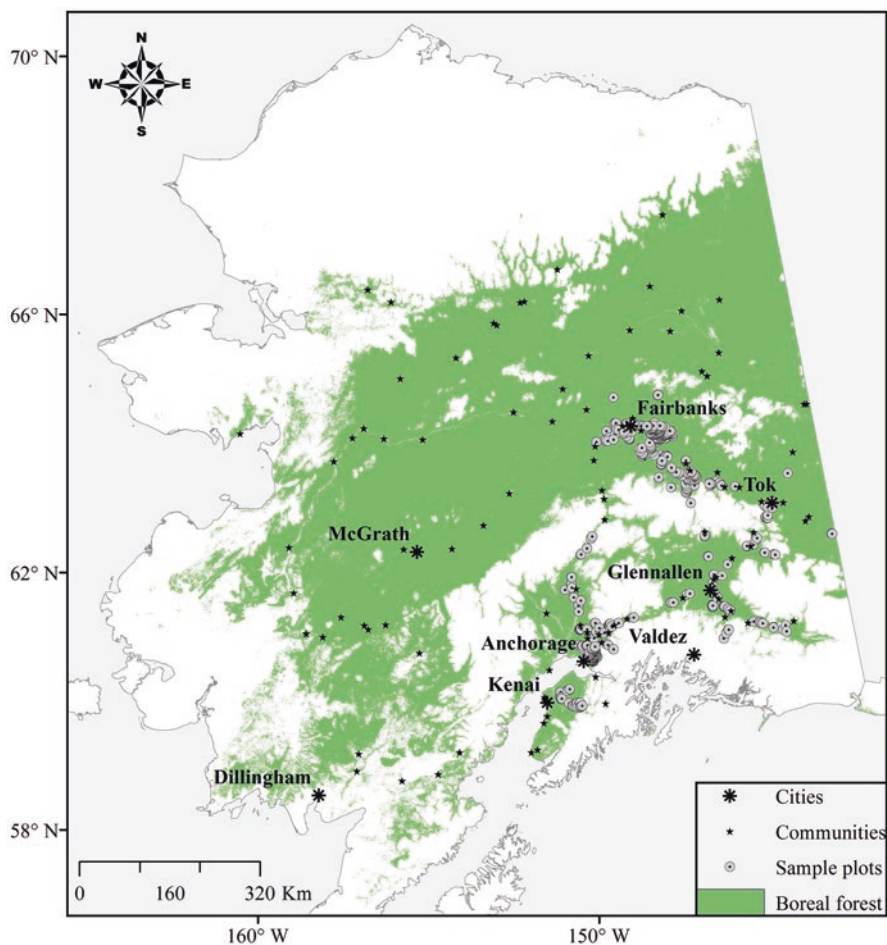 70° N
N
W E
S
66° N
Fairbanks
Tok
McGrath
62° N
Glennallen
Anchorage
Valdez
Kenai
Dillingham
Cities
Communities
58° N
Sample plots
0 160 320 Km
Boreal forest
160° W 150° W